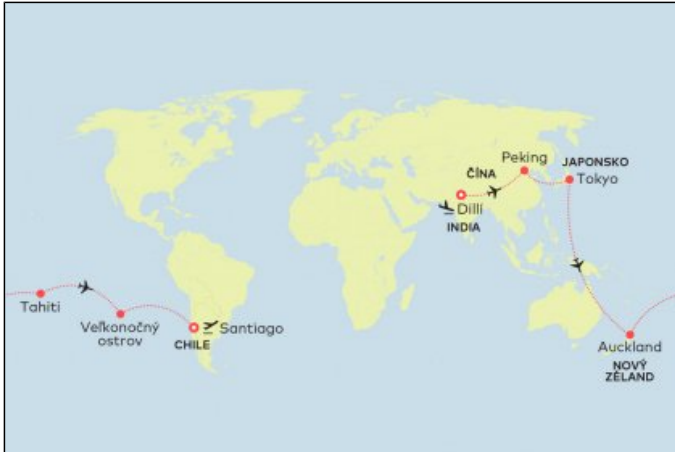 Peking
JAPONSKO
ČÍNA
Tokyo
Dillí
INDIA
Tahiti
Veľkonočný
ostrov
Santiago
CHILE
Auckland
NOVÝ
ZÉLAND